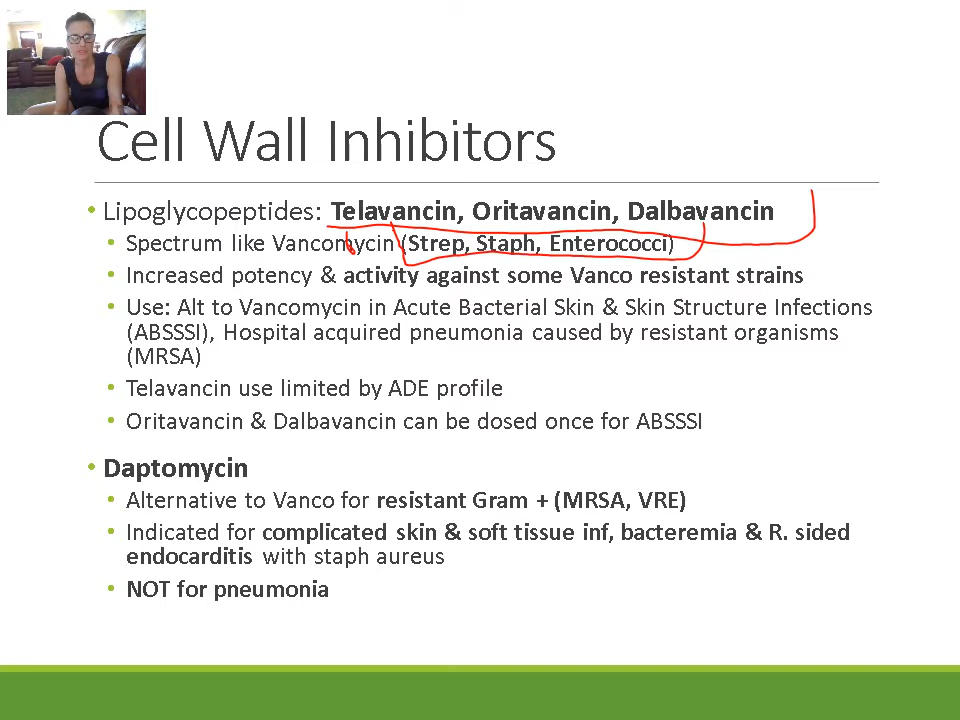 Cell Wall Inhibitors
• Lipoglycopeptides: Telavancin, Oritavancin, Dalbavancin
• Spectrum like Vancomycin (Strep, Staph, Enterococci)
• Increased potency & activity against some Vanco resistant strains
• Use: Alt to Vancomycin in Acute Bacterial Skin & Skin Structure Infections
(ABSSSI), Hospital acquired pneumonia caused by resistant organisms
(MRSA)
• Telavancin use limited by ADE profile
• Oritavancin & Dalbavancin can be dosed once for ABSSSI
• Daptomycin
• Alternative to Vanco for resistant Gram + (MRSA, VRE)
• Indicated for complicated skin & soft tissue inf, bacteremia & R. sided
endocarditis with staph aureus
• NOT for pneumonia